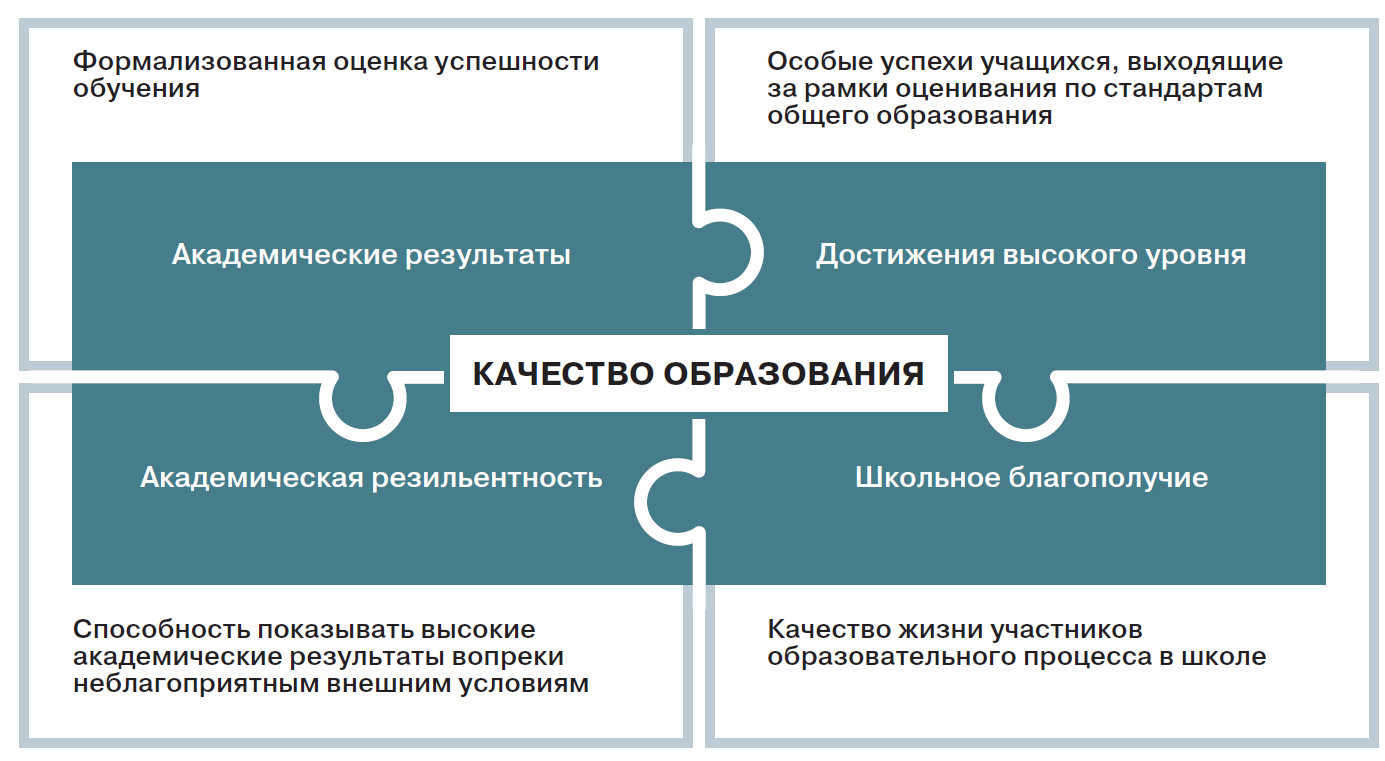 Формализованная оценка успешности
обучения
Особые успехи учащихся, выходящие
за рамки оценивания по стандартам
общего образования
Академические результаты
Достижения высокого уровня
КАЧЕСТВО ОБРАЗОВАНИЯ
Академическая резильентность
Школьное благополучие
Способность показывать высокие
академические результаты вопреки
неблагоприятным внешним условиям
Качество жизни участников
образовательного процесса в школе